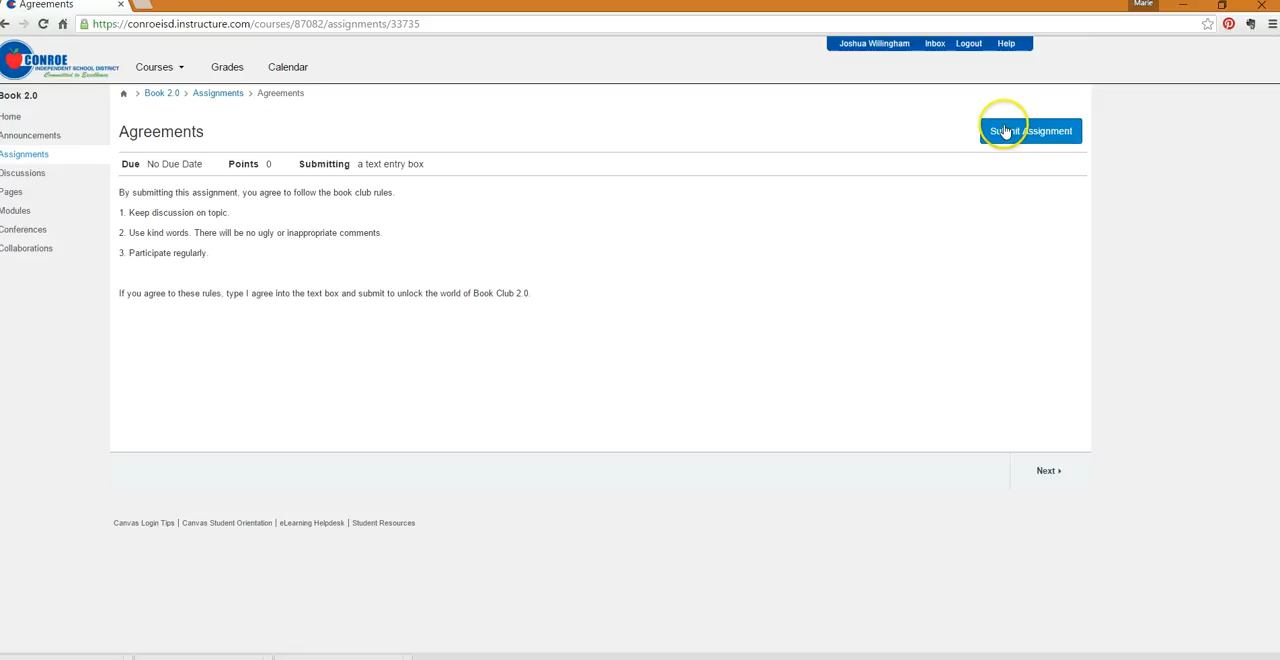 Agreements
Marie
https://conroeisd.instructure.com/courses/87082/assignments/33735
Joshua Willingham Inbox Logout Help
CONROE
INDEPENDENT SCHOOL DISTRICT
Committed to Excellence
Courses Grades Calendar
Book 2.0
Home
Announcements
Assignments
Discussions
Pages
Modules
Conferences
Collaborations
Book 2.0 > Assignments > Agreements
Agreements
Submit Assignment
Due No Due Date Points 0 Submitting a text entry box
By submitting this assignment, you agree to follow the book club rules.
1. Keep discussion on topic.
2. Use kind words. There will be no ugly or inappropriate comments.
3. Participate regularly.
If you agree to these rules, type I agree into the text box and submit to unlock the world of Book Club 2.0.
Next
Canvas Login Tips | Canvas Student Orientation | eLearning Helpdesk | Student Resources